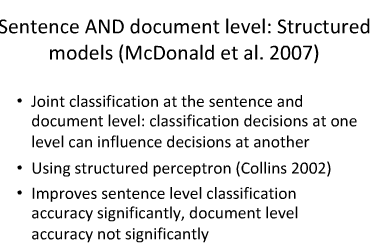 Sentence AND document level: Structured
models (McDonald et al. 2007)
• Joint classification at the sentence and
document level: classification decisions at one
level can influence decisions at another
• Using structured perceptron (Collins 2002)
• Improves sentence level classification
accuracy significantly, document level
accuracy not significantly